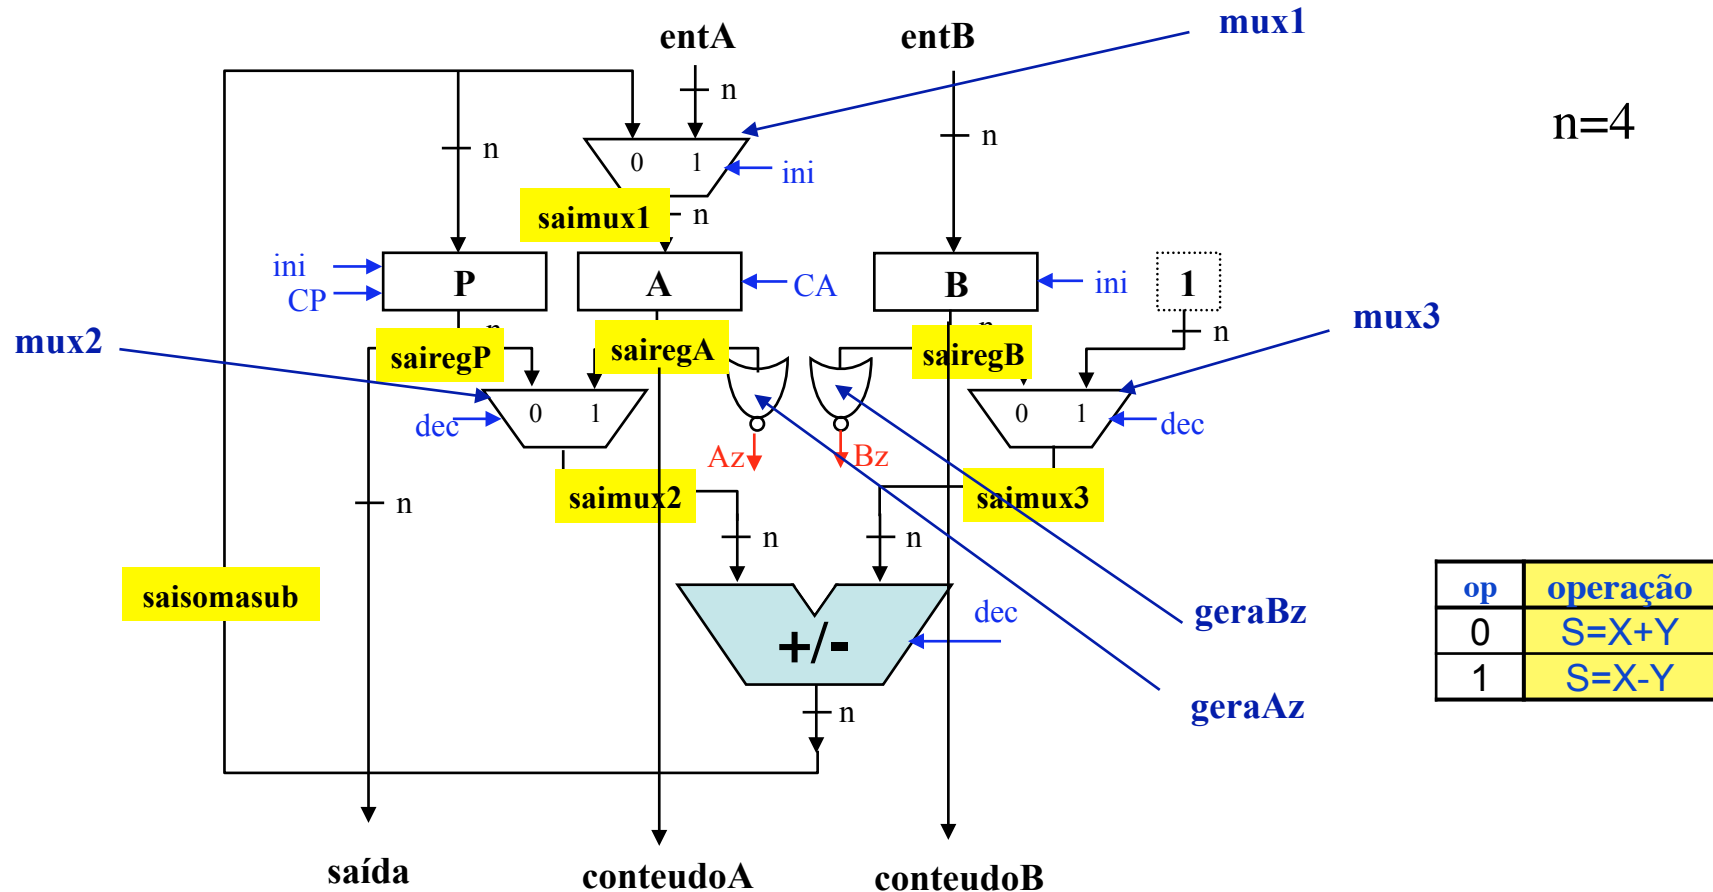 mux1
entA
entB
n
n=4
n
n
0 1
ini
saimux1
n
ini
CP
P
A
CA
B
ini
1
n
mux3
mux2
sairegP
sairegA
sairegB
0 1
dec
0 1
dec
Az
Bz
saimux2
saimux3
n
n
n
saisomasub
+/-
dec
geraBz
geraAz
n
op operação
0 S=X+Y
1 S=X-Y
saída
conteudoA
conteudoB